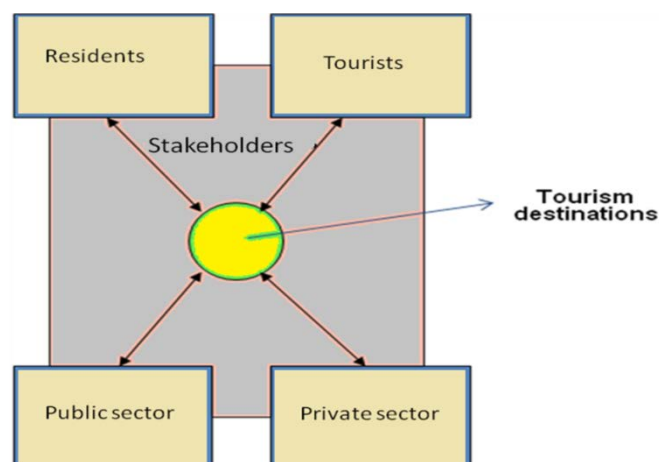 Residents
Tourists
Stakeholders
Tourism
destinations
Public sector
Private sector